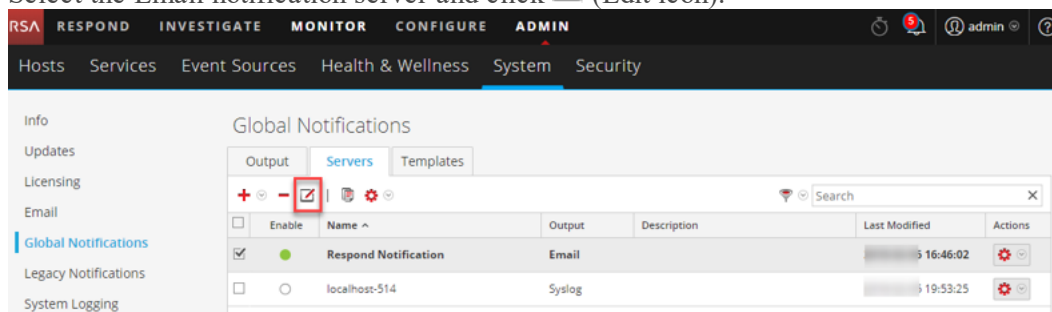 Select the Email notification server and click (Edit icon).
RSA RESPOND INVESTIGATE MONITOR CONFIGURE ADMIN 5 admin
Hosts Services Event Sources Health & Wellness System Security
Info
Updates
Licensing
Email
Global Notifications
Legacy Notifications
System Logging
Global Notifications
Output Servers Templates
Search
Enable Name Output Description Last Modified Actions
Respond Notification Email 16:46:02
localhost-514 Syslog 19:53:25